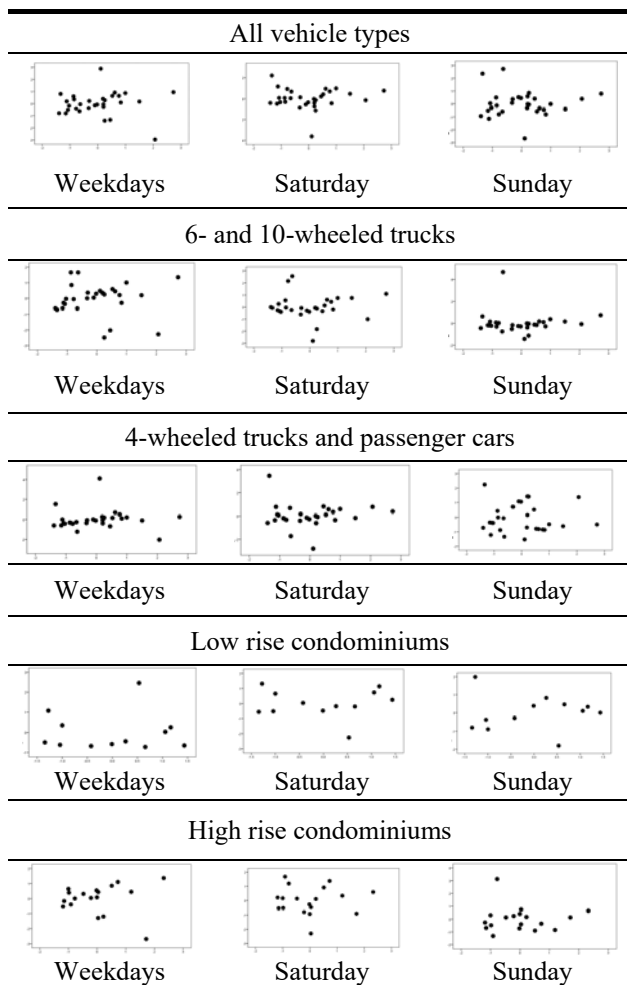 All vehicle types
Weekdays Saturday Sunday
6- and 10-wheeled trucks
Weekdays Saturday Sunday
4-wheeled trucks and passenger cars
Weekdays Saturday Sunday
Low rise condominiums
Weekdays Saturday Sunday
High rise condominiums
Weekdays Saturday Sunday